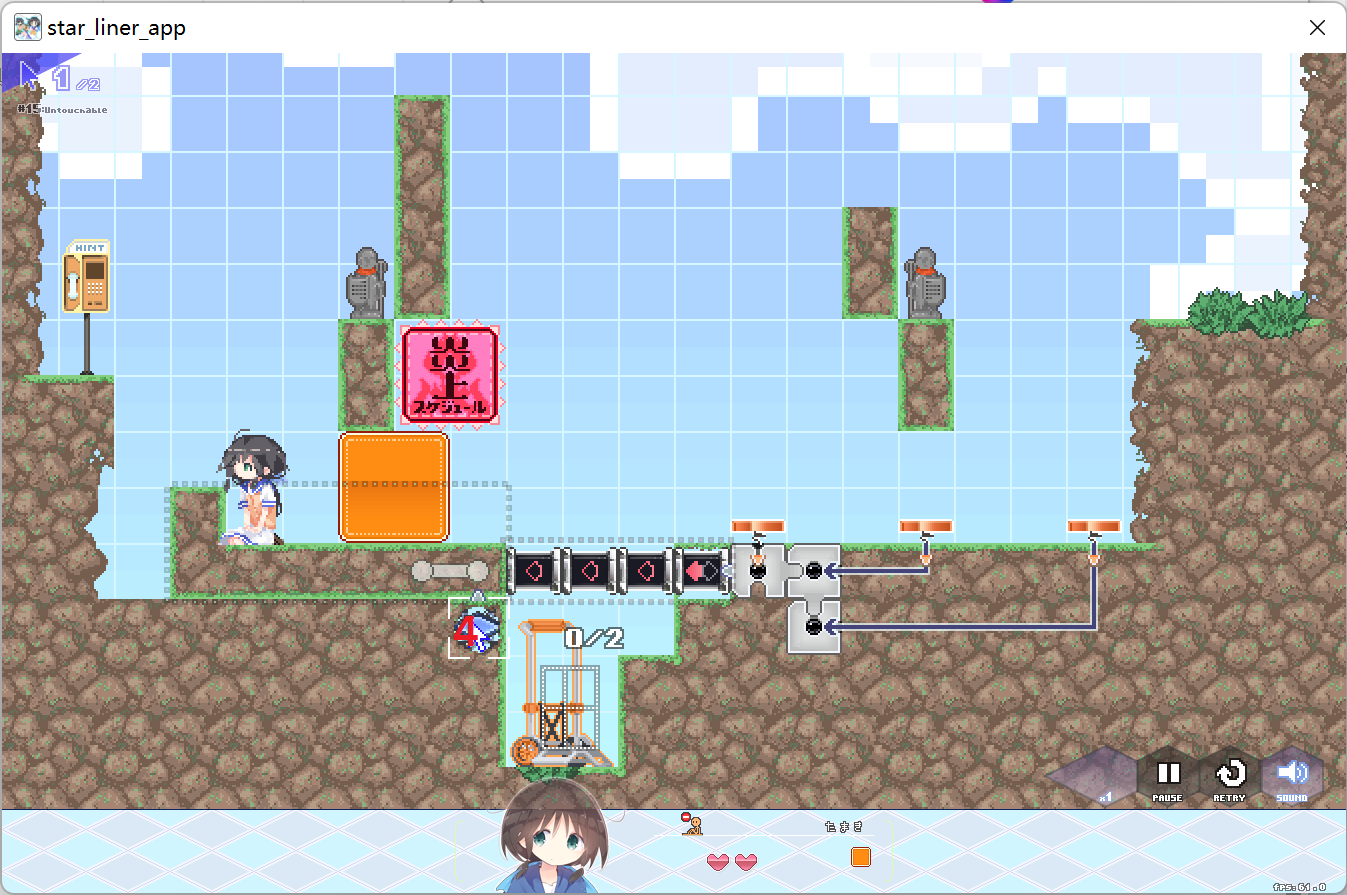 star_liner_app
1/2
#15:Untouchable
HINT
炎上
スケジュール
4
0/2
x1
PAUSE
RETRY
SOUND
たまき
frs:61.0